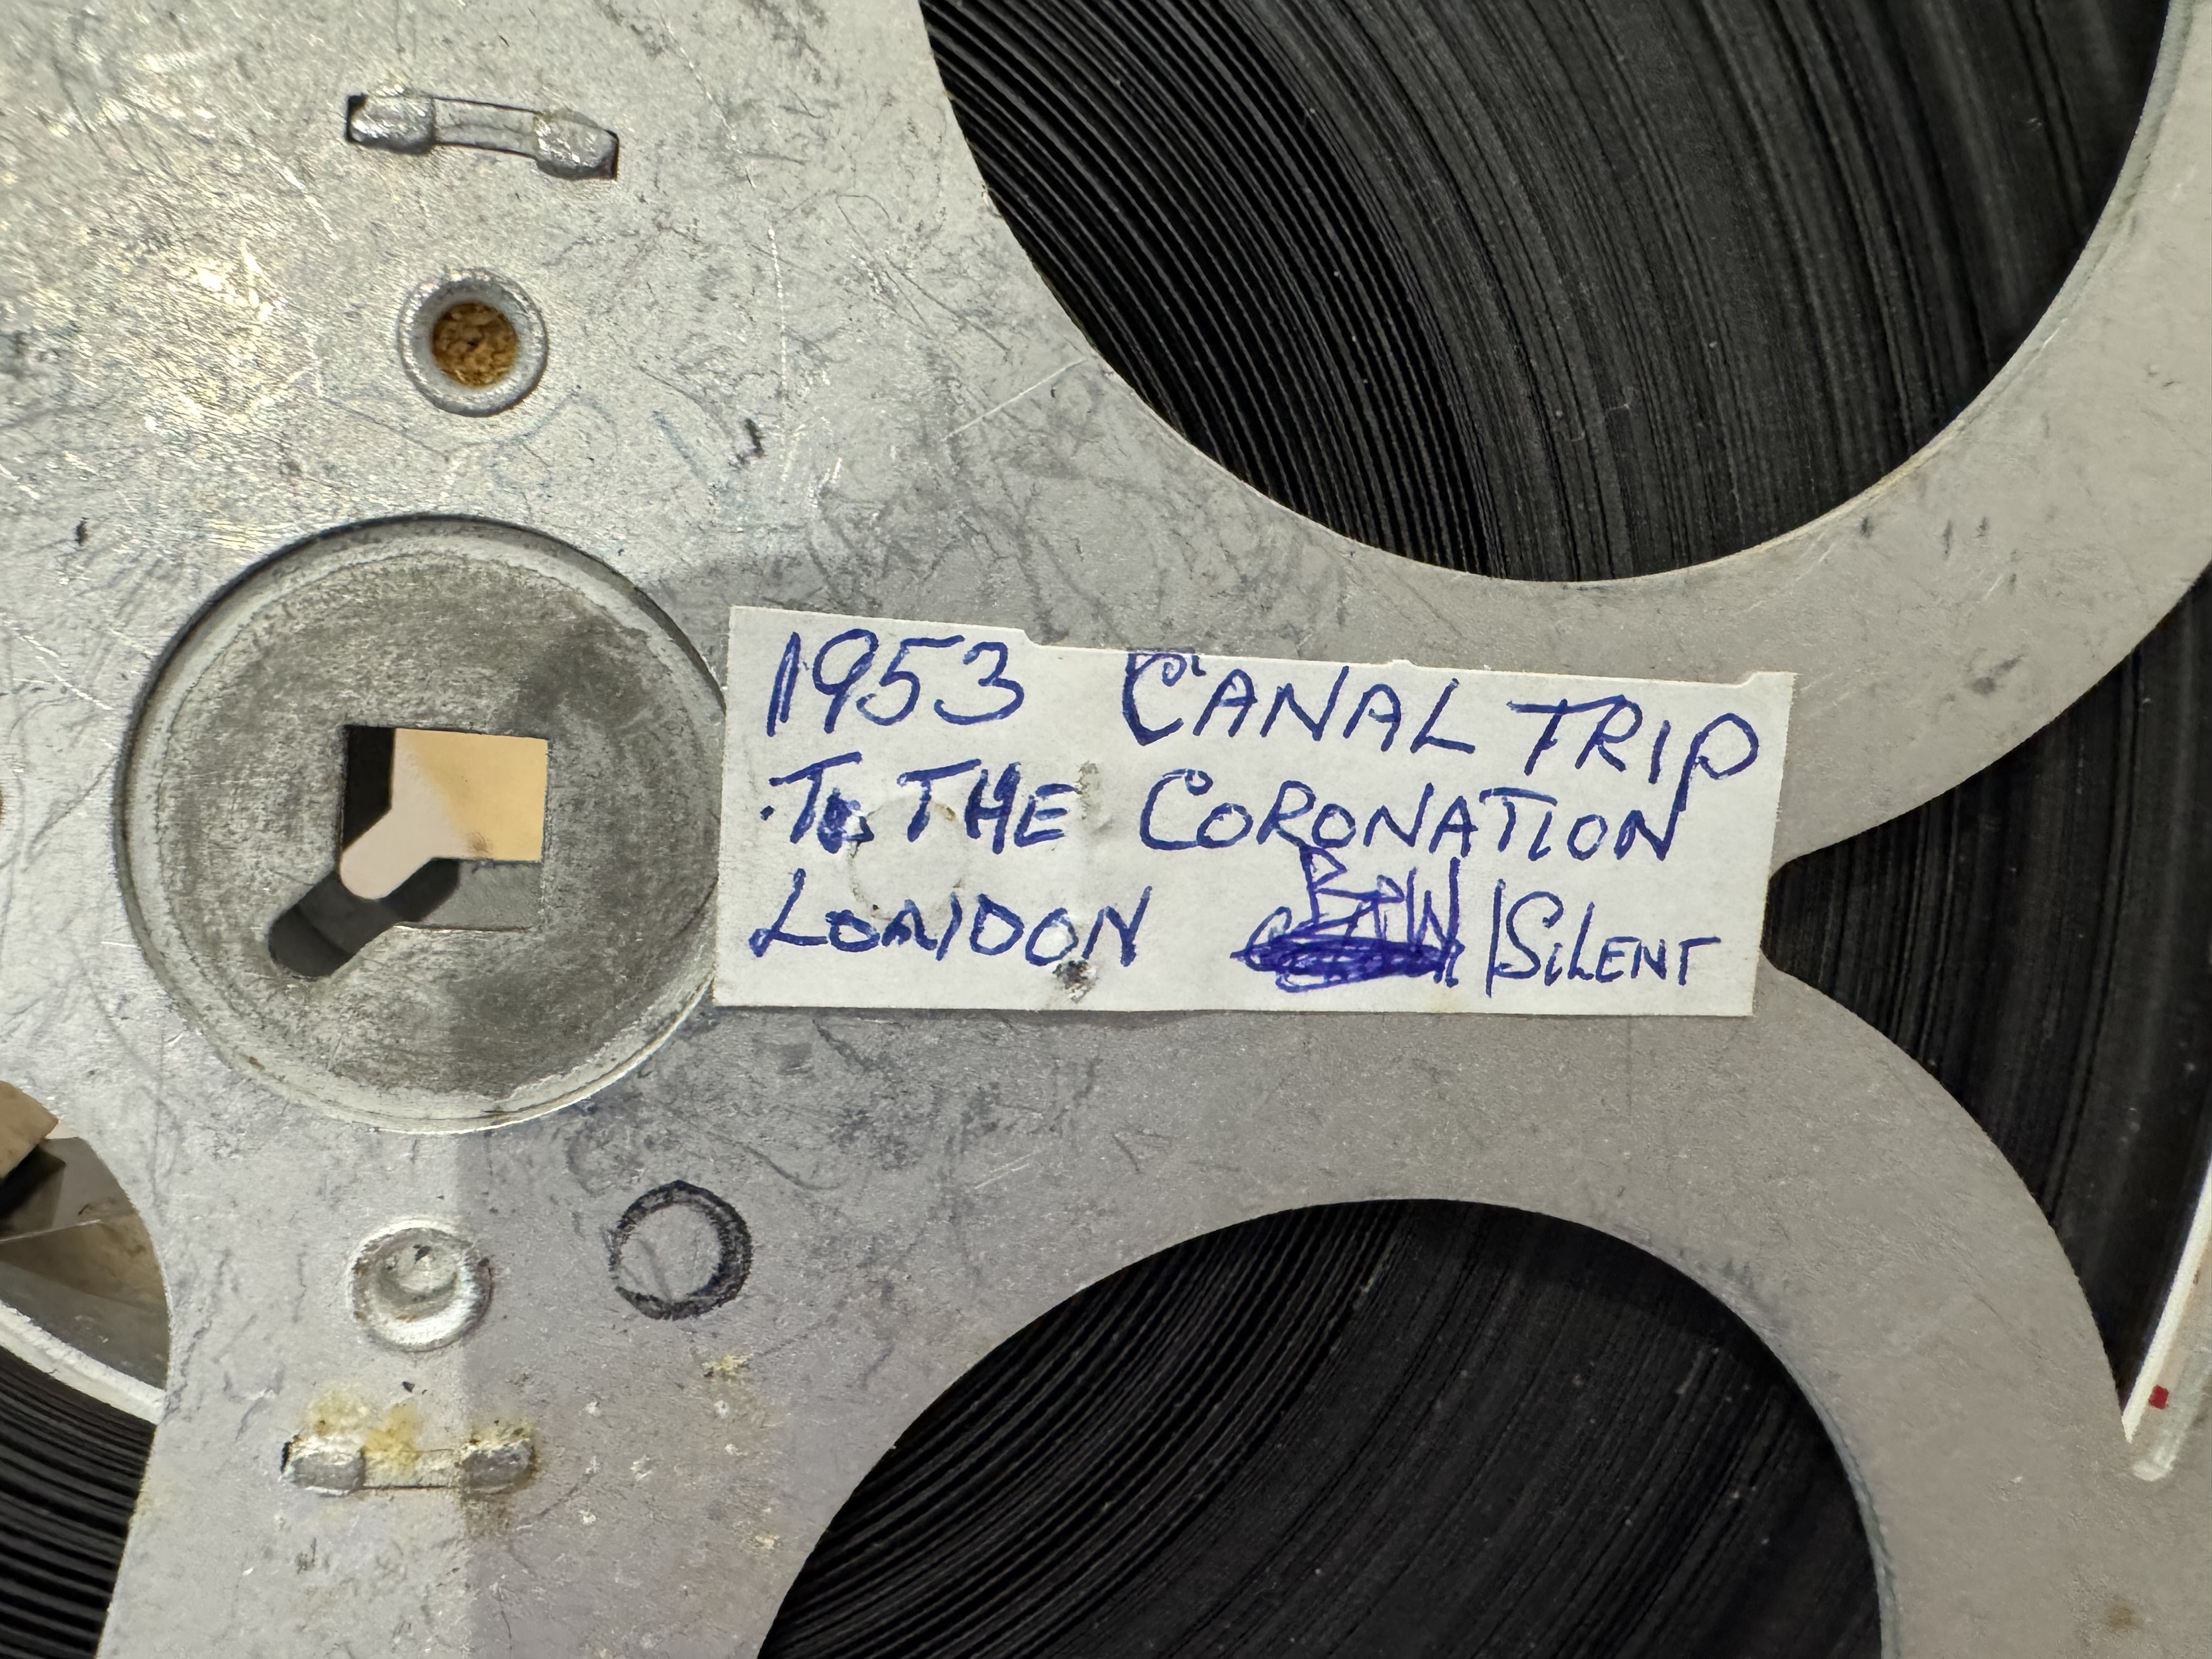 1953 CANAL TRIP
TO THE CORONATION
LONDON B&W | SILENT